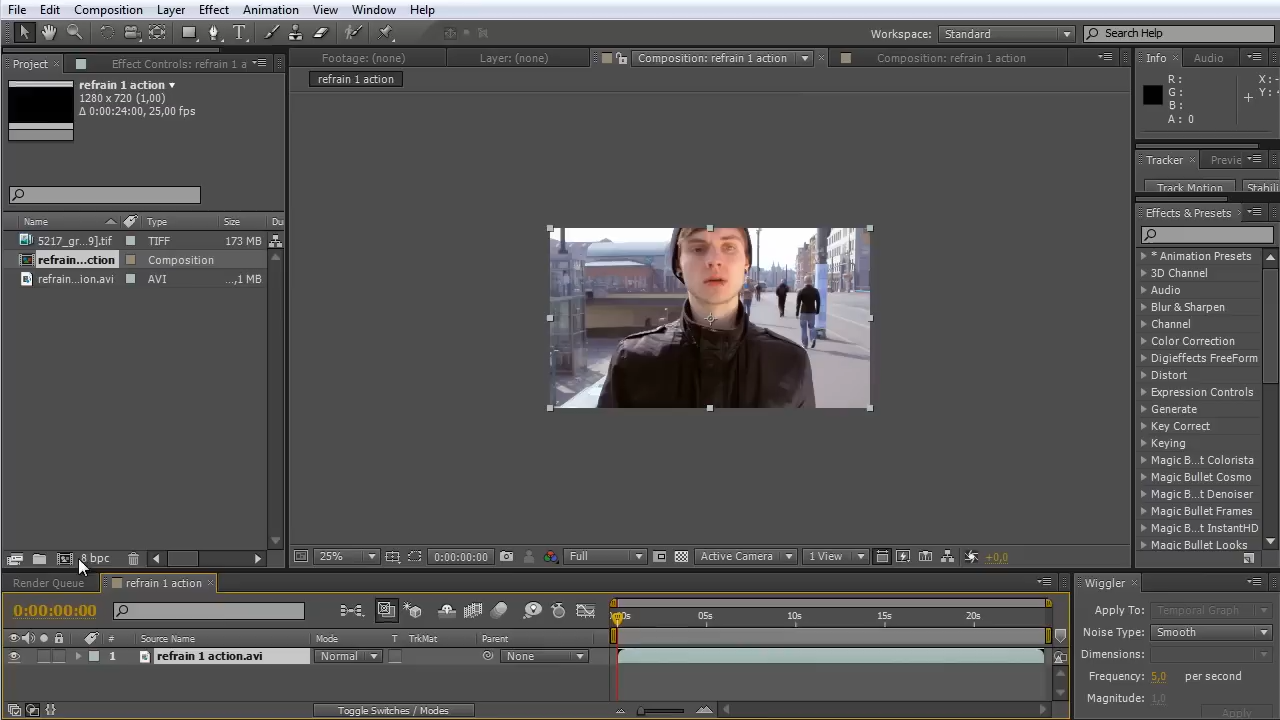 File Edit Composition Layer Effect Animation View Window Help
Workspace: Standard Search Help
Project Effect Controls: refrain 1 a
Footage: (none) Layer: (none) Composition: refrain 1 action Composition: refrain 1 action
Info Audio
refrain 1 action
1280 x 720 (1,00)
Δ 0:00:24:00, 25,00 fps
refrain 1 action
R :
G :
B :
A : 0
X : -
Y :
+
Tracker Previe
Track Motion Stabili
Effects & Presets
Name Type Size Du
5217_gr...9].tif TIFF 173 MB
refrain...ction Composition
refrain...ion.avi AVI ...,1 MB
* Animation Presets
3D Channel
Audio
Blur & Sharpen
Channel
Color Correction
Digieffects FreeForm
Distort
Expression Controls
Generate
Key Correct
Keying
Magic B...t Colorista
Magic Bullet Cosmo
Magic B...t Denoiser
Magic Bullet Frames
Magic B...t InstantHD
Magic Bullet Looks
8 bpc
25% 0:00:00:00 Full Active Camera 1 View +0,0
Render Queue refrain 1 action
Wiggler
0:00:00:00
00s 05s 10s 15s 20s
Apply To: Temporal Graph
Noise Type: Smooth
Dimensions:
Frequency: 5,0 per second
Magnitude: 1,0
Apply
# Source Name Mode T TrkMat Parent
1 refrain 1 action.avi Normal None
Toggle Switches / Modes